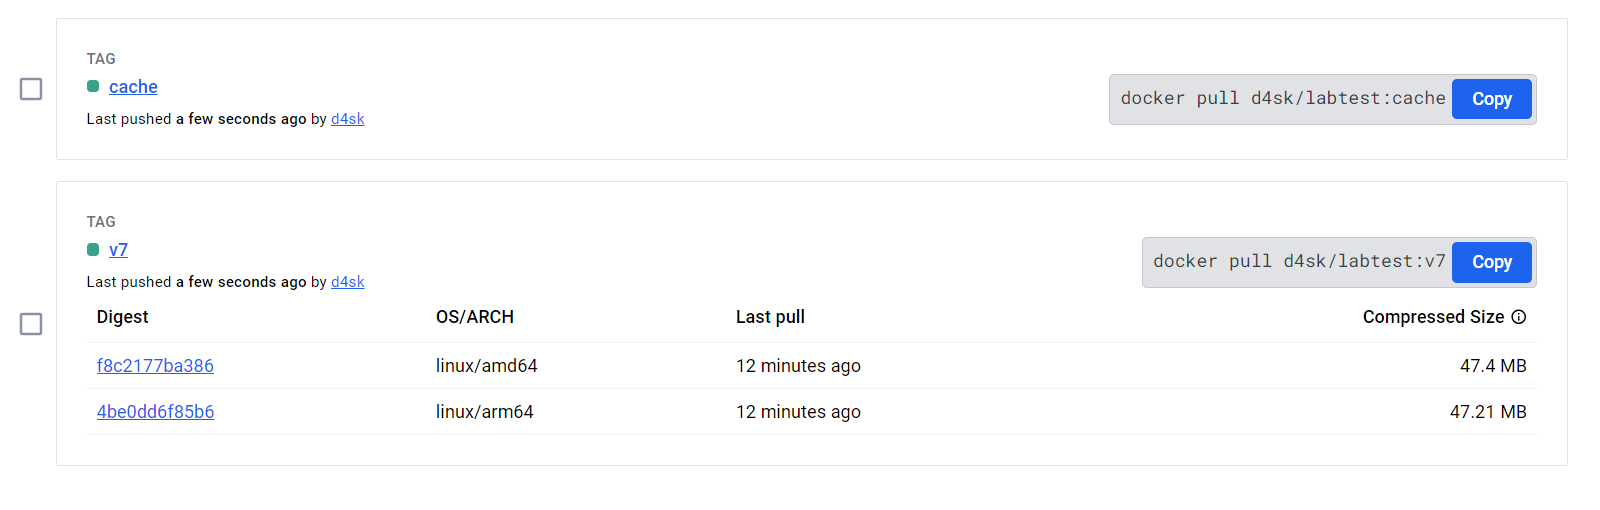 TAG
cache
Last pushed a few seconds ago by d4sk
docker pull d4sk/labtest:cache Copy
TAG
v7
Last pushed a few seconds ago by d4sk
docker pull d4sk/labtest:v7 Copy
Digest OS/ARCH Last pull Compressed Size
f8c2177ba386 linux/amd64 12 minutes ago 47.4 MB
4be0dd6f85b6 linux/arm64 12 minutes ago 47.21 MB